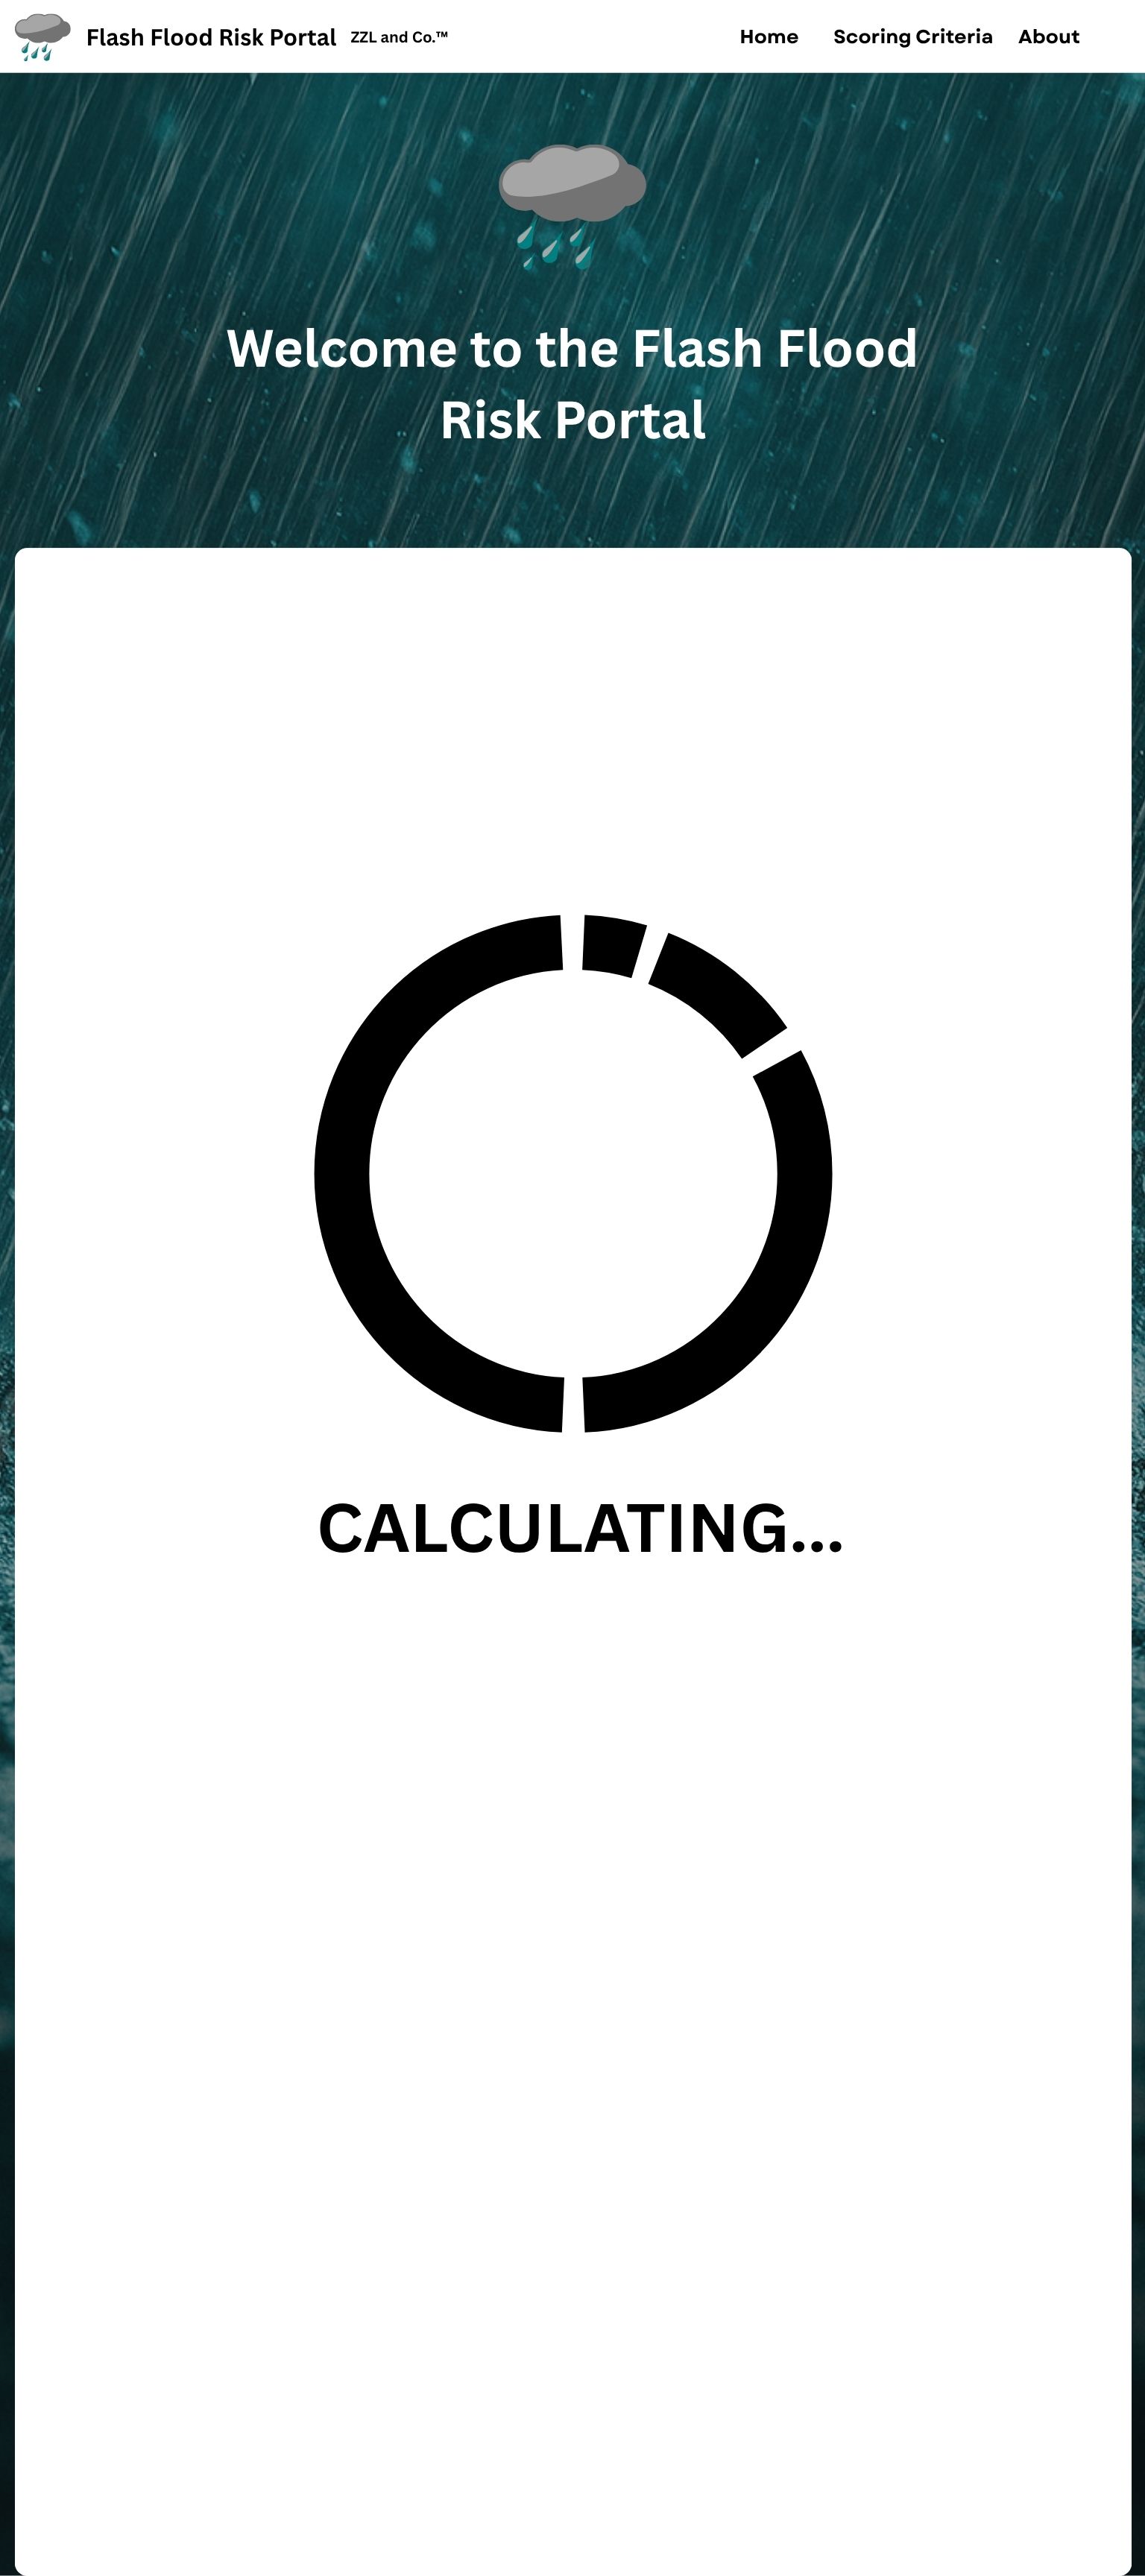 Flash Flood Risk Portal ZZL and Co.™ Home Scoring Criteria About
Welcome to the Flash Flood
Risk Portal
CALCULATING...